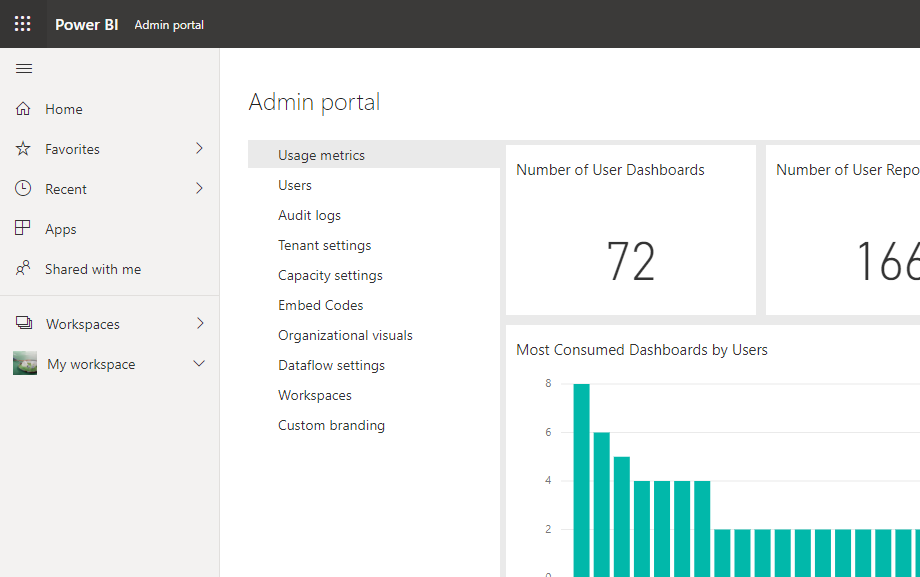 Power BI Admin portal
Home
Favorites
Recent
Apps
Shared with me
Workspaces
My workspace
Admin portal
Usage metrics
Users
Audit logs
Tenant settings
Capacity settings
Embed Codes
Organizational visuals
Dataflow settings
Workspaces
Custom branding
Number of User Dashboards
72
Number of User Repo
166
Most Consumed Dashboards by Users
8
6
4
2
0